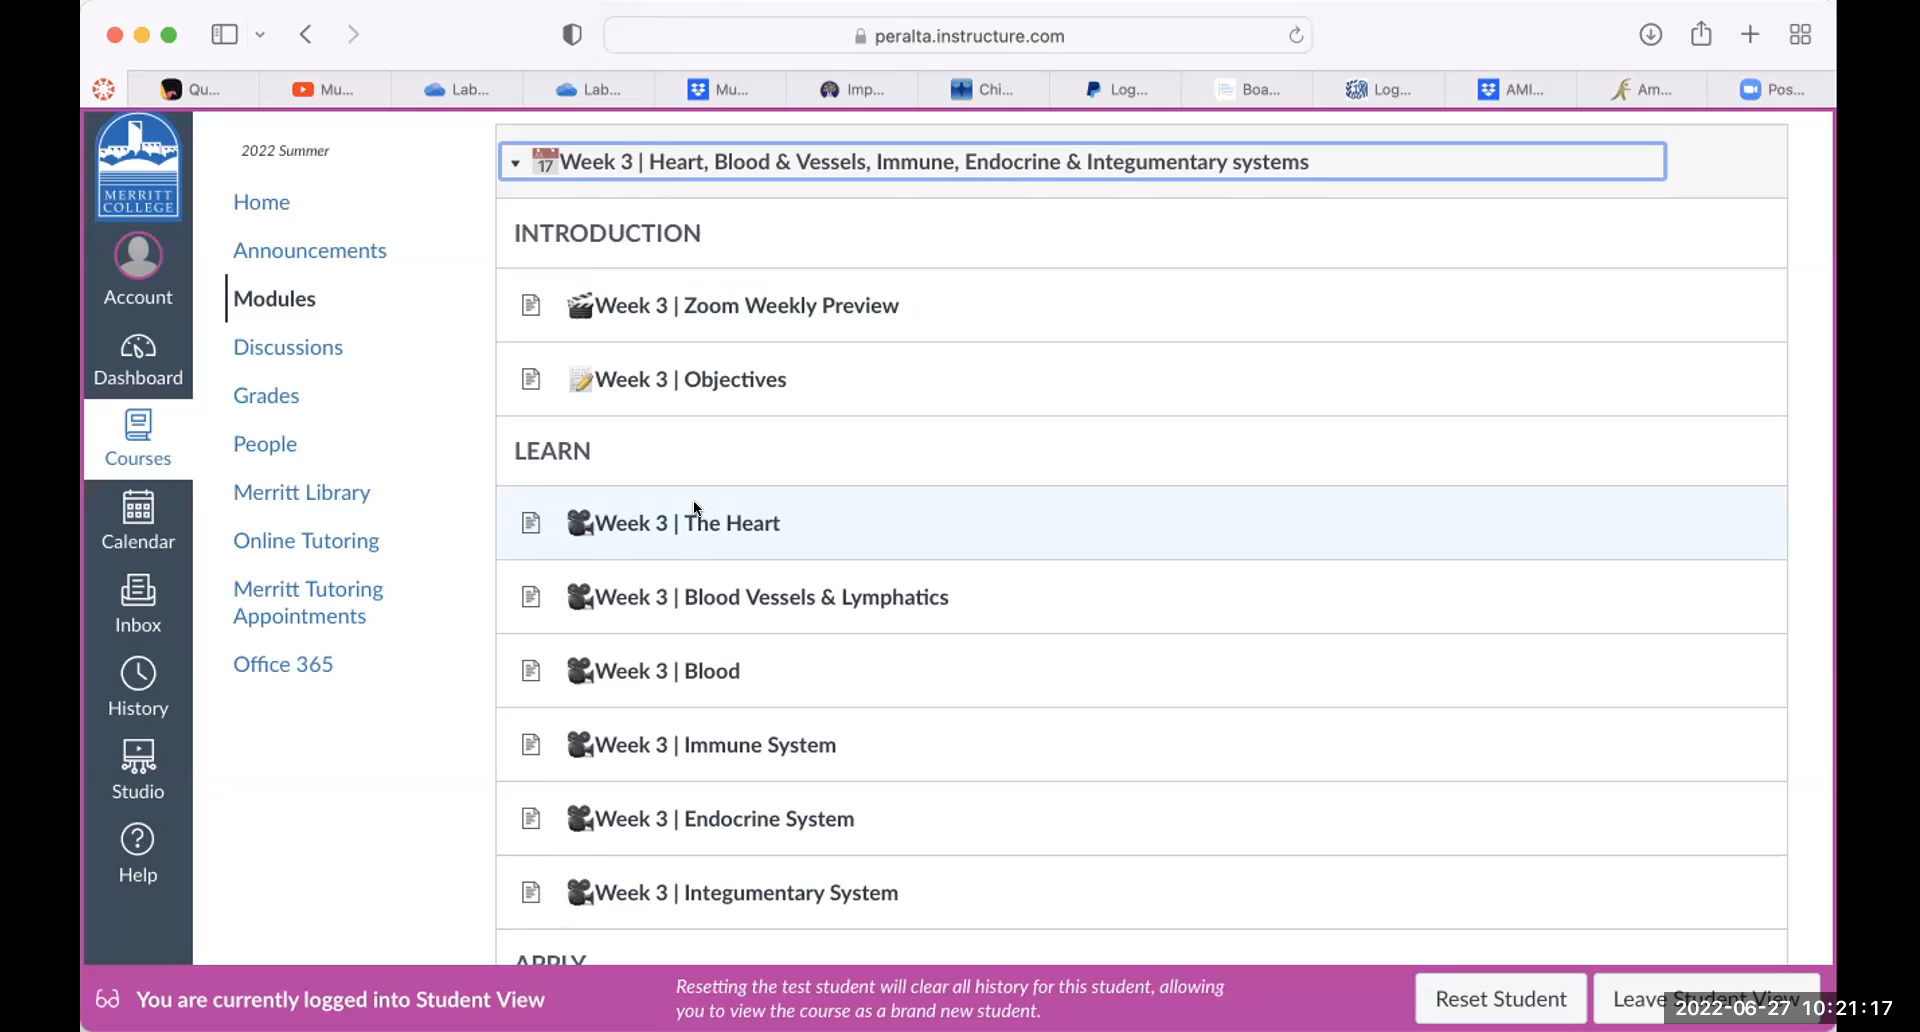 peralta.instructure.com
Qu...
Mu...
Lab...
Lab...
Mu...
Imp...
Chi...
Log...
Boa...
Log...
AMI...
Am...
Pos...
MERRITT
COLLEGE
Account
Dashboard
Courses
Calendar
Inbox
History
Studio
Help
2022 Summer
Home
Announcements
Modules
Discussions
Grades
People
Merritt Library
Online Tutoring
Merritt Tutoring
Appointments
Office 365
17 Week 3 | Heart, Blood & Vessels, Immune, Endocrine & Integumentary systems
INTRODUCTION
Week 3 | Zoom Weekly Preview
Week 3 | Objectives
LEARN
Week 3 | The Heart
Week 3 | Blood Vessels & Lymphatics
Week 3 | Blood
Week 3 | Immune System
Week 3 | Endocrine System
Week 3 | Integumentary System
APPLY
You are currently logged into Student View
Resetting the test student will clear all history for this student, allowing
you to view the course as a brand new student.
Reset Student
Leave Student View
2022-06-27 10:21:17